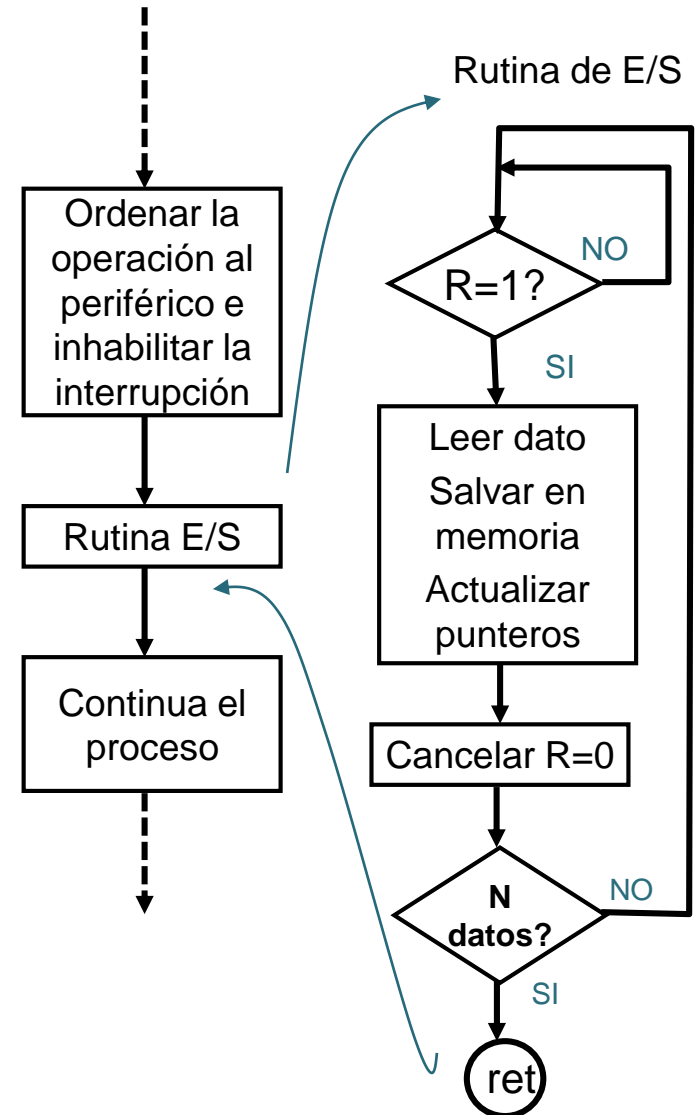 Rutina de E/S
Ordenar la
operación al
periférico e
inhabilitar la
interrupción
Rutina E/S
Continua el
proceso
R=1?
NO
SI
Leer dato
Salvar en
memoria
Actualizar
punteros
Cancelar R=0
N
datos?
NO
SI
ret